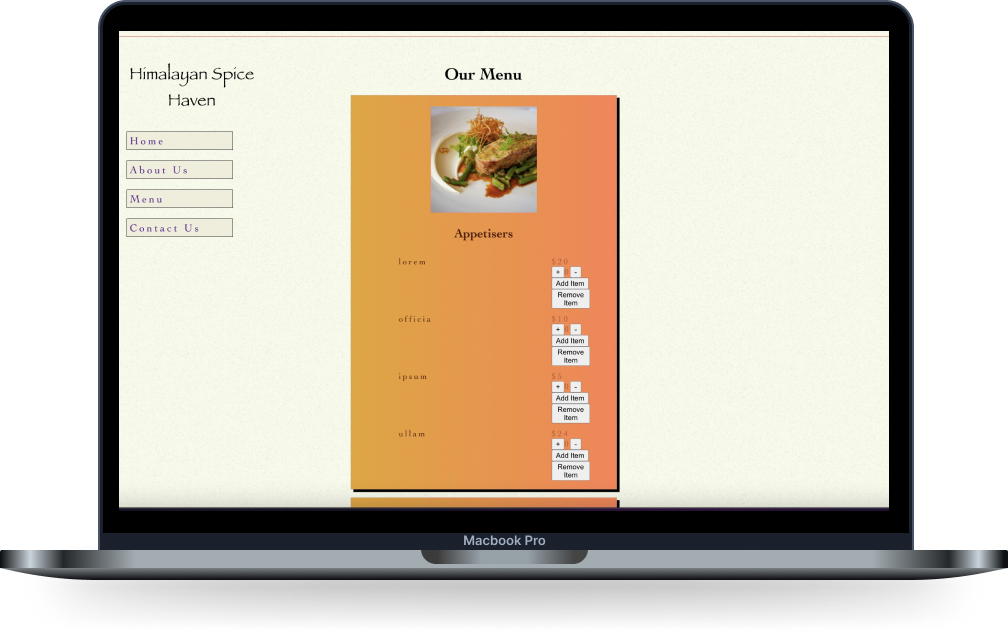 Himalayan Spice
Haven
Home
About Us
Menu
Contact Us
Our Menu
Appetisers
lorem
$20
+ -
Add Item
Remove
Item
officia
$10
+ -
Add Item
Remove
Item
ipsum
$5
+ -
Add Item
Remove
Item
ullam
$24
+ -
Add Item
Remove
Item
Macbook Pro